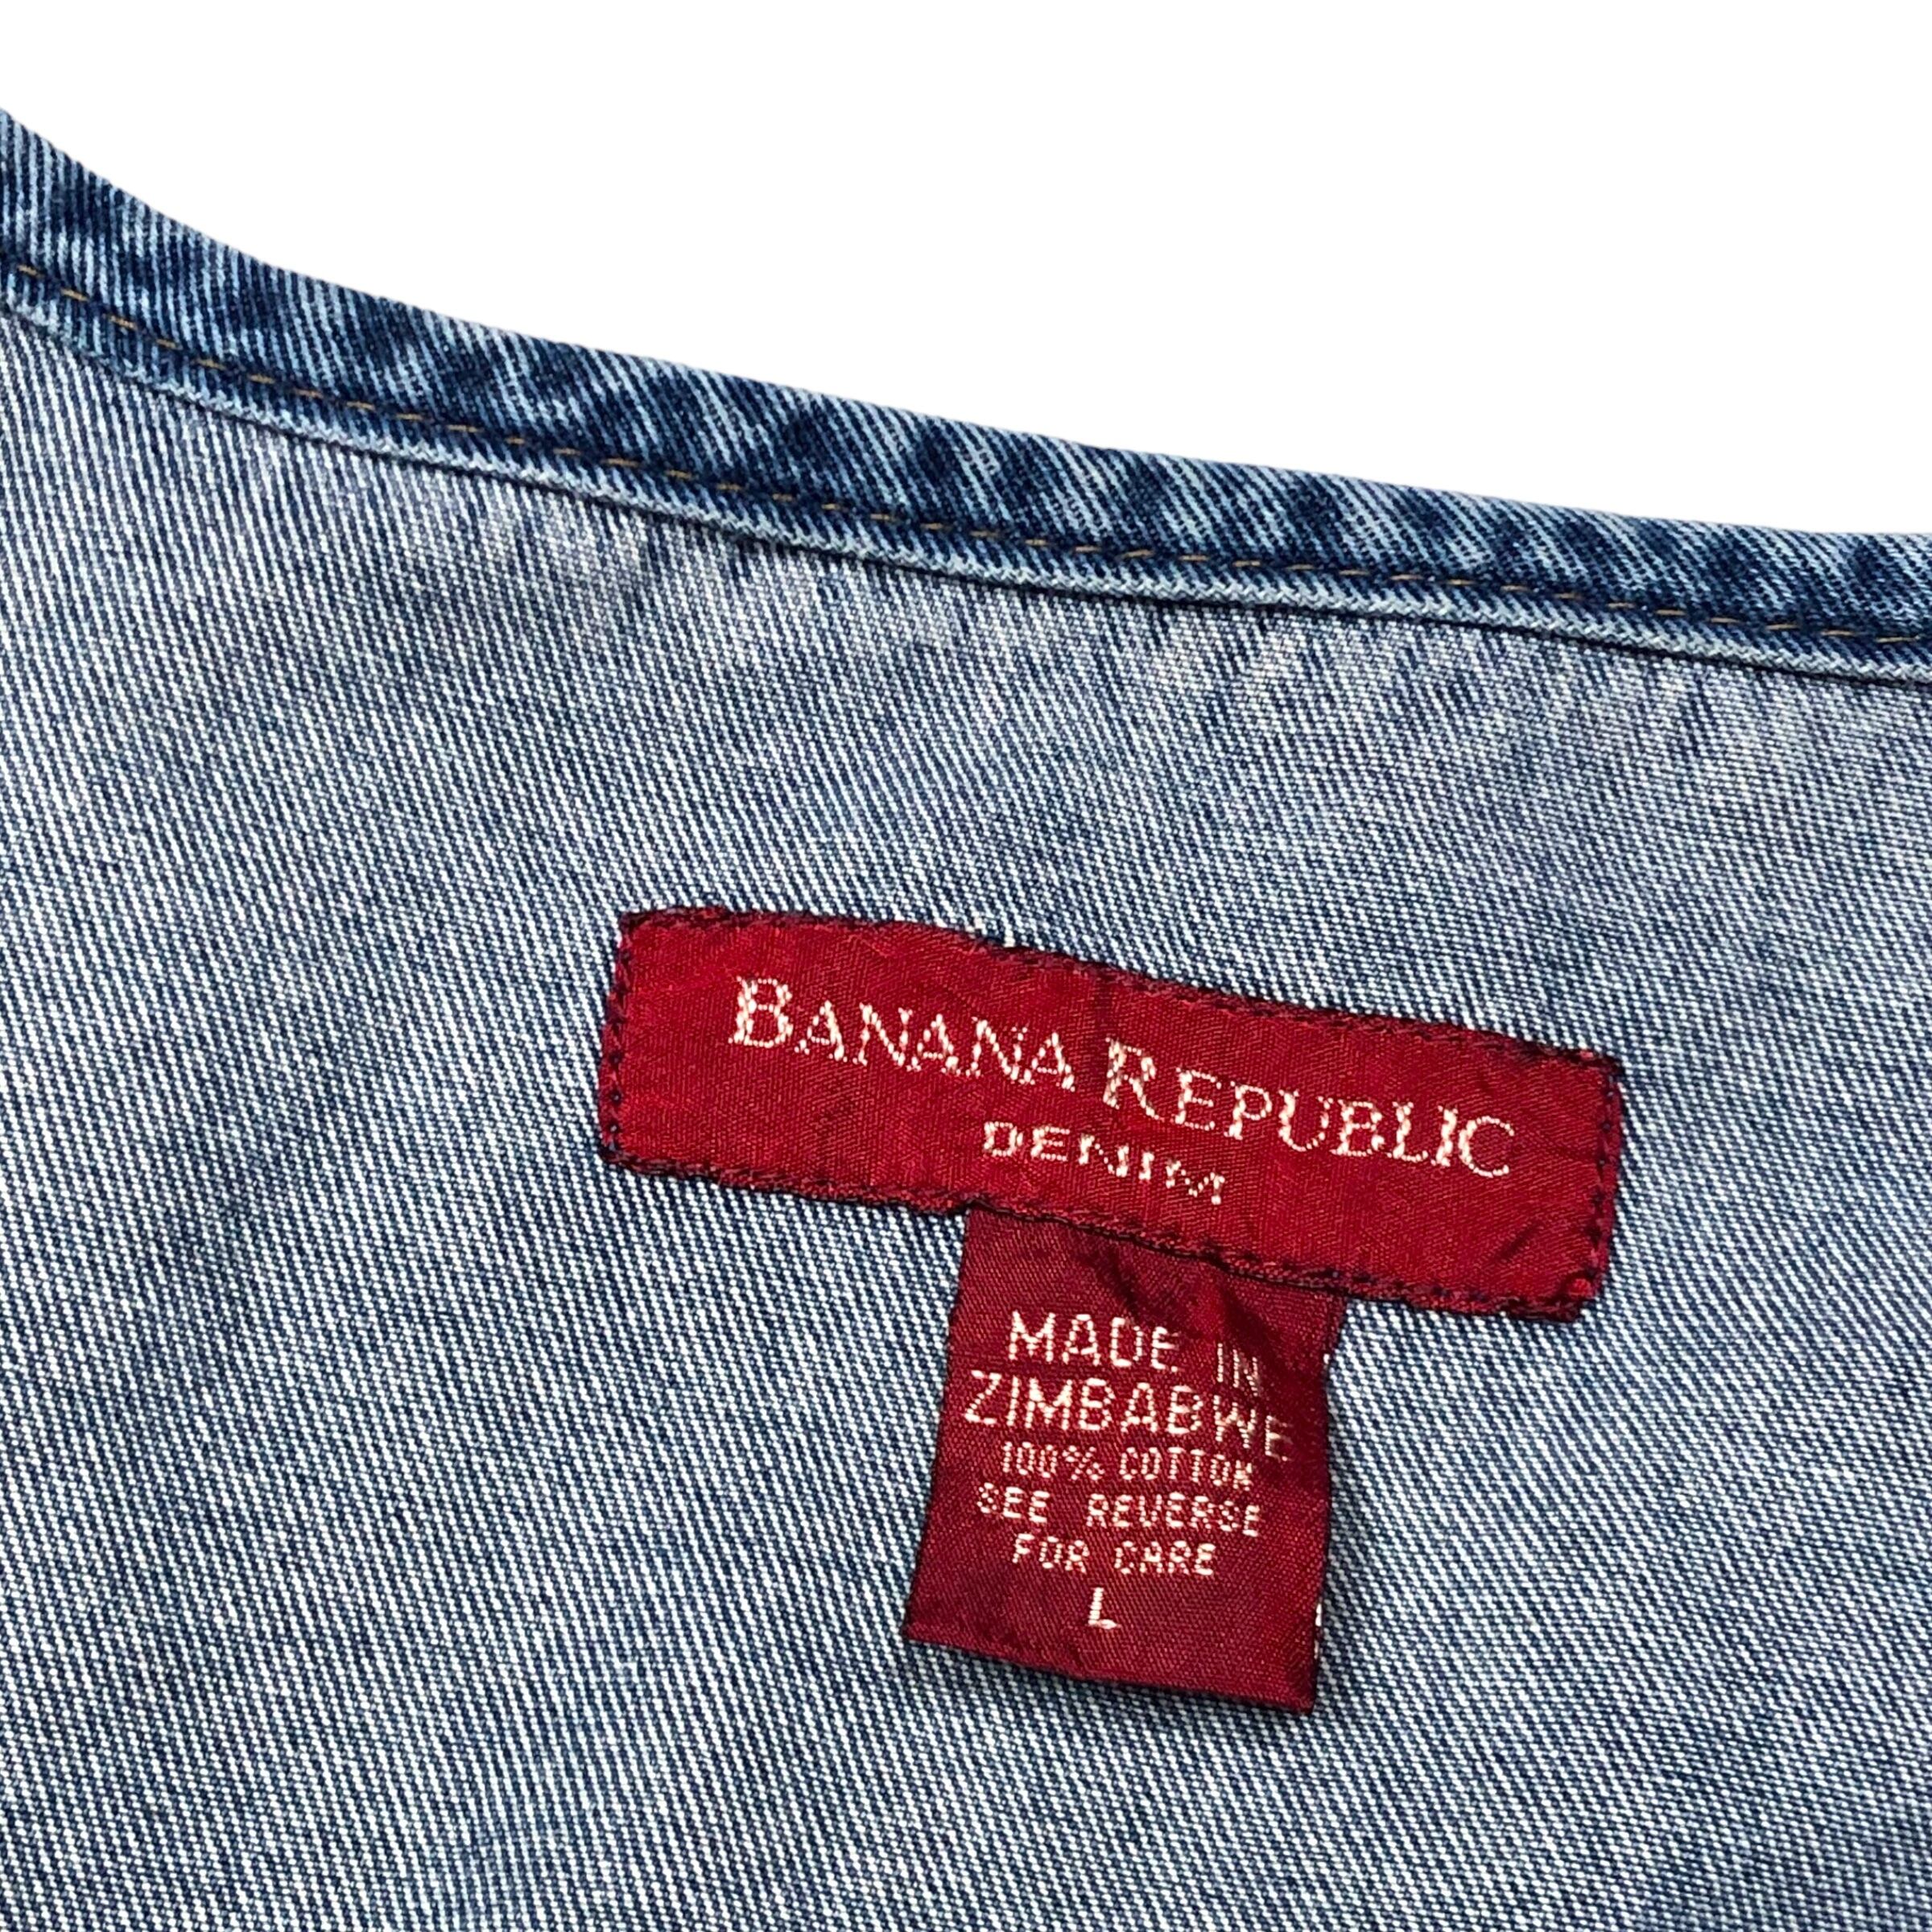 BANANA REPUBLIC
DENIM
MADE IN
ZIMBABWE
100% COTTON
SEE REVERSE
FOR CARE
L